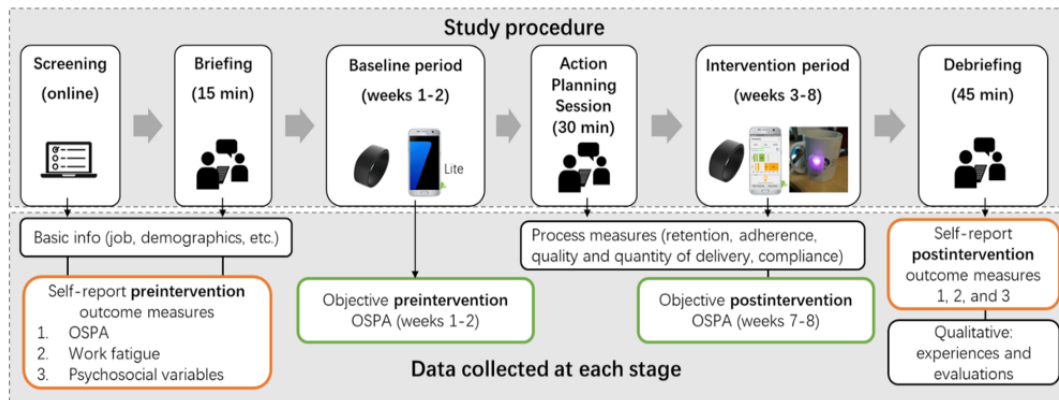 Study procedure
Screening
(online)
Briefing
(15 min)
Baseline period
(weeks 1-2)
Lite
Action
Planning
Session
(30 min)
Intervention period
(weeks 3-8)
Debriefing
(45 min)
Basic info (job, demographics, etc.)
Self-report preintervention
outcome measures
1. OSPA
2. Work fatigue
3. Psychosocial variables
Objective preintervention
OSPA (weeks 1-2)
Process measures (retention, adherence,
quality and quantity of delivery, compliance)
Objective postintervention
OSPA (weeks 7-8)
Self-report
postintervention
outcome measures
1, 2, and 3
Qualitative:
experiences and
evaluations
Data collected at each stage